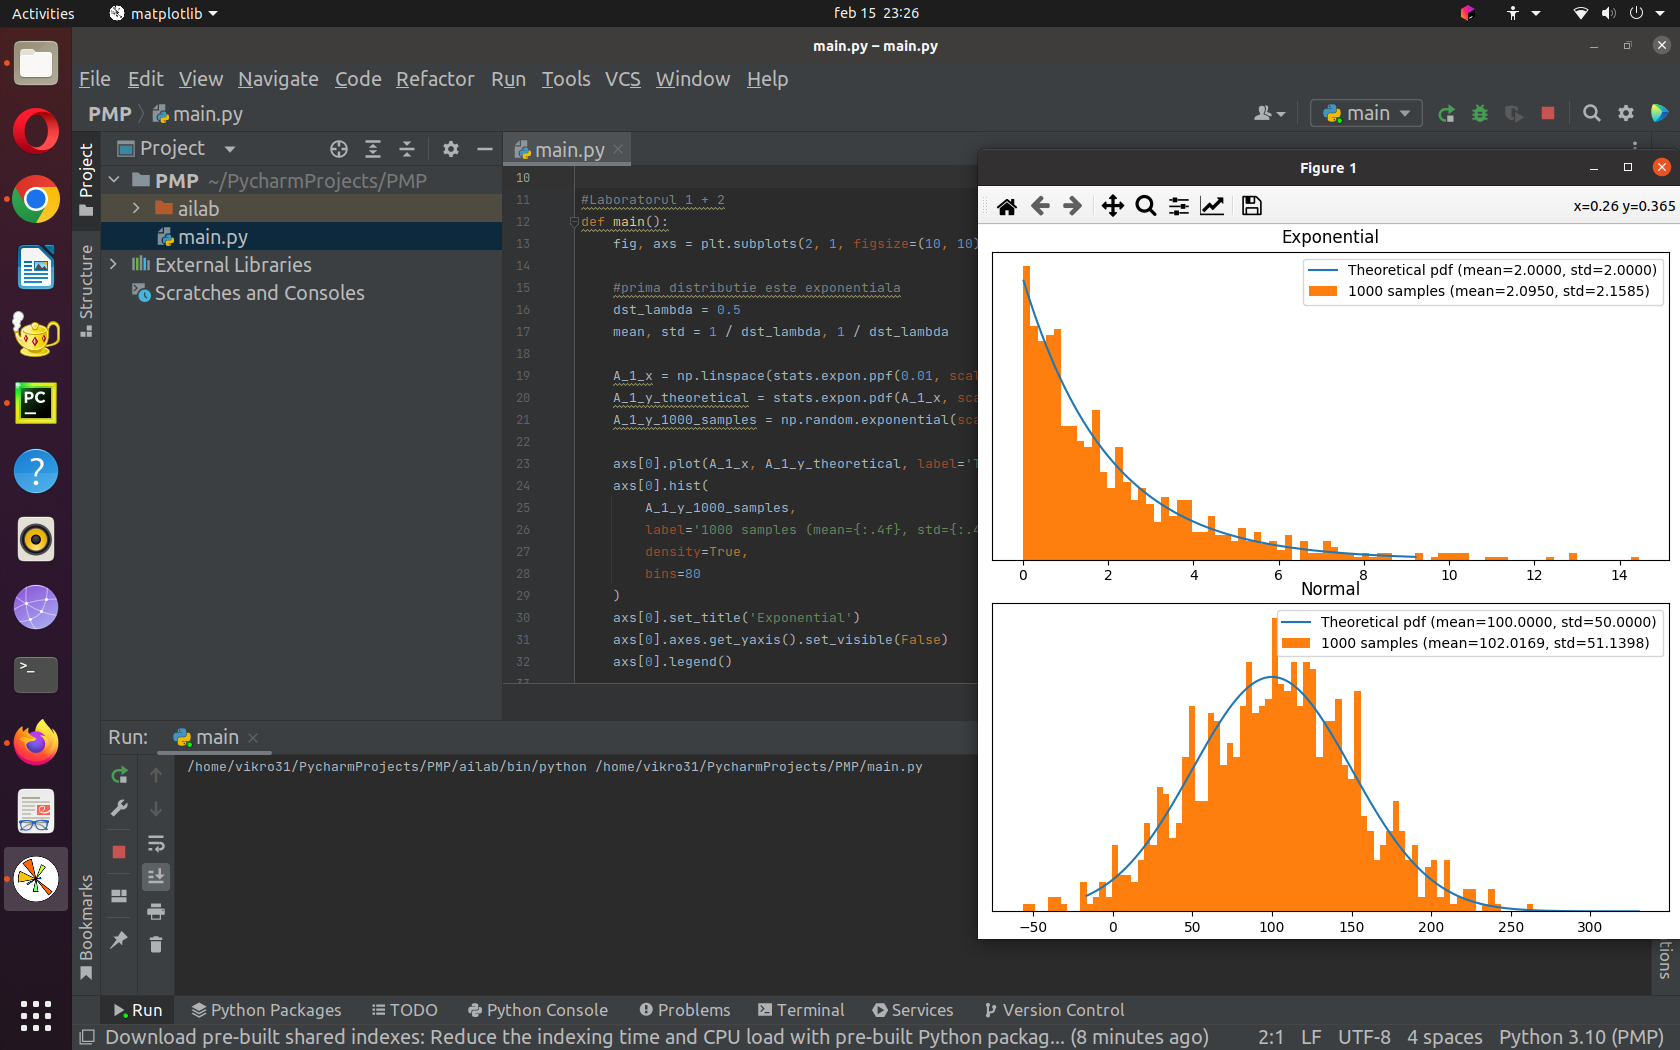 Activities
matplotlib
feb 15 23:26
main.py – main.py
File Edit View Navigate Code Refactor Run Tools VCS Window Help
PMP main.py
main
Project
Project
Structure
Bookmarks
PMP ~/PycharmProjects/PMP
ailab
main.py
External Libraries
Scratches and Consoles
main.py
10
11 #Laboratorul 1 + 2
12 def main():
13 fig, axs = plt.subplots(2, 1, figsize=(10, 10)
14
15 #prima distributie este exponentiala
16 dst_lambda = 0.5
17 mean, std = 1 / dst_lambda, 1 / dst_lambda
18
19 A_1_x = np.linspace(stats.expon.ppf(0.01, scal
20 A_1_y_theoretical = stats.expon.pdf(A_1_x, sca
21 A_1_y_1000_samples = np.random.exponential(sca
22
23 axs[0].plot(A_1_x, A_1_y_theoretical, label='T
24 axs[0].hist(
25 A_1_y_1000_samples,
26 label='1000 samples (mean={:.4f}, std={:.4
27 density=True,
28 bins=80
29 )
30 axs[0].set_title('Exponential')
31 axs[0].axes.get_yaxis().set_visible(False)
32 axs[0].legend()
Figure 1
x=0.26 y=0.365
Exponential
Theoretical pdf (mean=2.0000, std=2.0000)
1000 samples (mean=2.0950, std=2.1585)
0 2 4 6 8 10 12 14
Normal
Theoretical pdf (mean=100.0000, std=50.0000)
1000 samples (mean=102.0169, std=51.1398)
−50 0 50 100 150 200 250 300
Run: main
/home/vikro31/PycharmProjects/PMP/ailab/bin/python /home/vikro31/PycharmProjects/PMP/main.py
tions
Run Python Packages TODO Python Console Problems Terminal Services Version Control
Download pre-built shared indexes: Reduce the indexing time and CPU load with pre-built Python packag... (8 minutes ago) 2:1 LF UTF-8 4 spaces Python 3.10 (PMP)